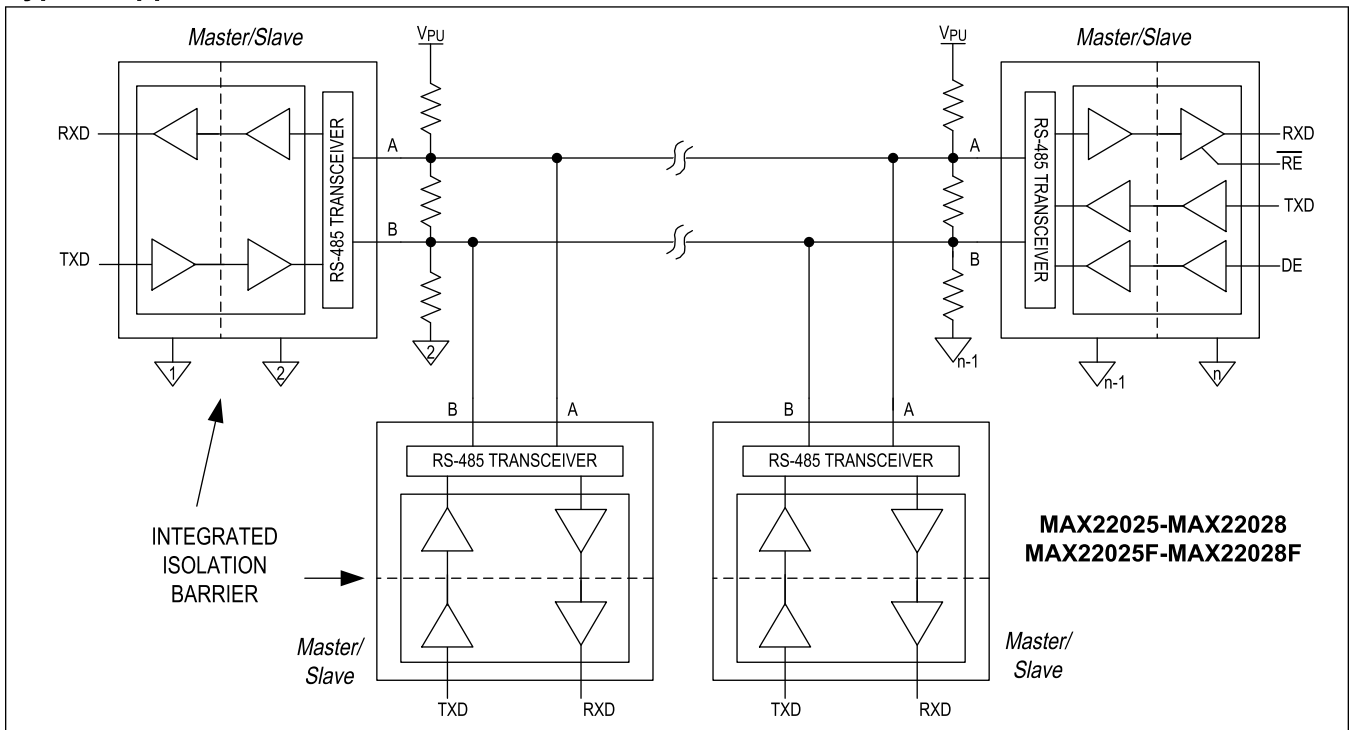 Master/Slave
VPU
VPU
Master/Slave
RXD
TXD
RS-485 TRANSCEIVER
A
B
A
B
RS-485 TRANSCEIVER
RXD
RE
TXD
DE
1
2
2
n-1
n-1
n
B
A
B
A
RS-485 TRANSCEIVER
RS-485 TRANSCEIVER
INTEGRATED
ISOLATION
BARRIER
MAX22025-MAX22028
MAX22025F-MAX22028F
Master/
Slave
Master/
Slave
TXD
RXD
TXD
RXD